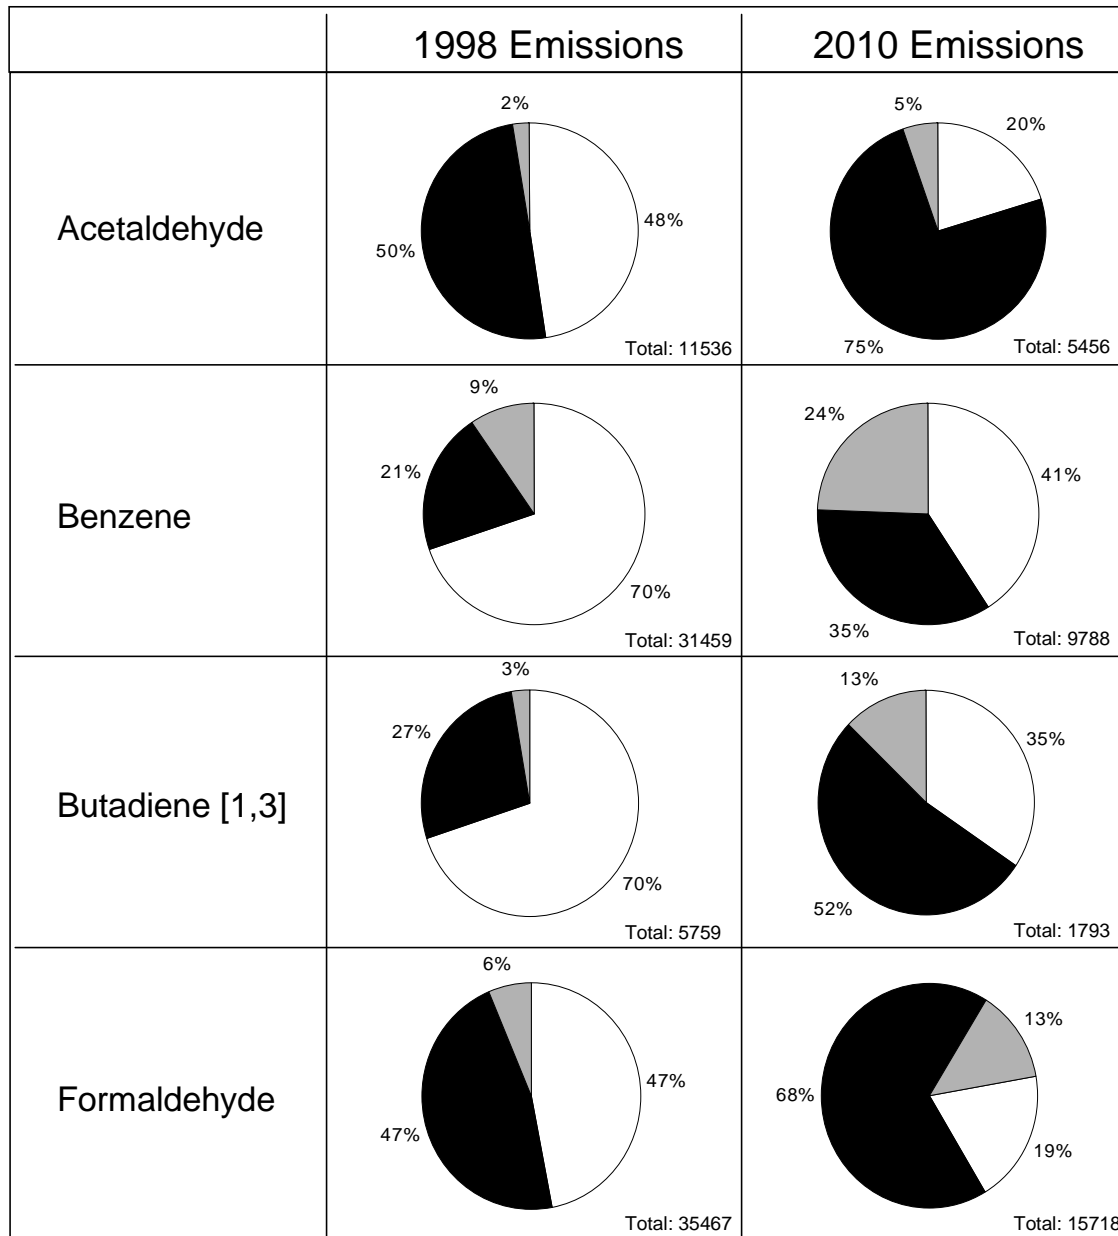 1998 Emissions
2010 Emissions
Acetaldehyde
2%
48%
50%
Total: 11536
5%
20%
75%
Total: 5456
Benzene
9%
21%
70%
Total: 31459
24%
41%
35%
Total: 9788
Butadiene [1,3]
3%
27%
70%
Total: 5759
13%
35%
52%
Total: 1793
Formaldehyde
6%
47%
47%
Total: 35467
13%
68%
19%
Total: 15718